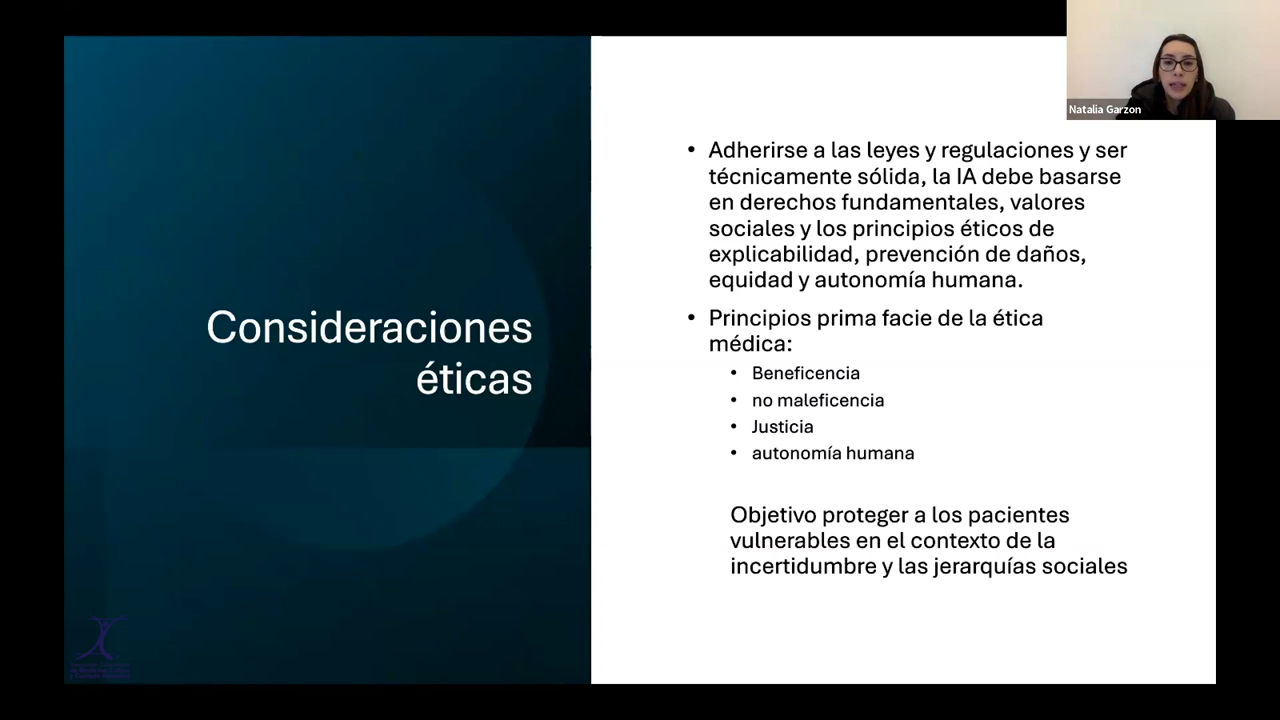 Natalia Garzon
Consideraciones
éticas
• Adherirse a las leyes y regulaciones y ser
técnicamente sólida, la IA debe basarse
en derechos fundamentales, valores
sociales y los principios éticos de
explicabilidad, prevención de daños,
equidad y autonomía humana.
• Principios prima facie de la ética
médica:
• Beneficencia
• no maleficencia
• Justicia
• autonomía humana
Objetivo proteger a los pacientes
vulnerables en el contexto de la
incertidumbre y las jerarquías sociales